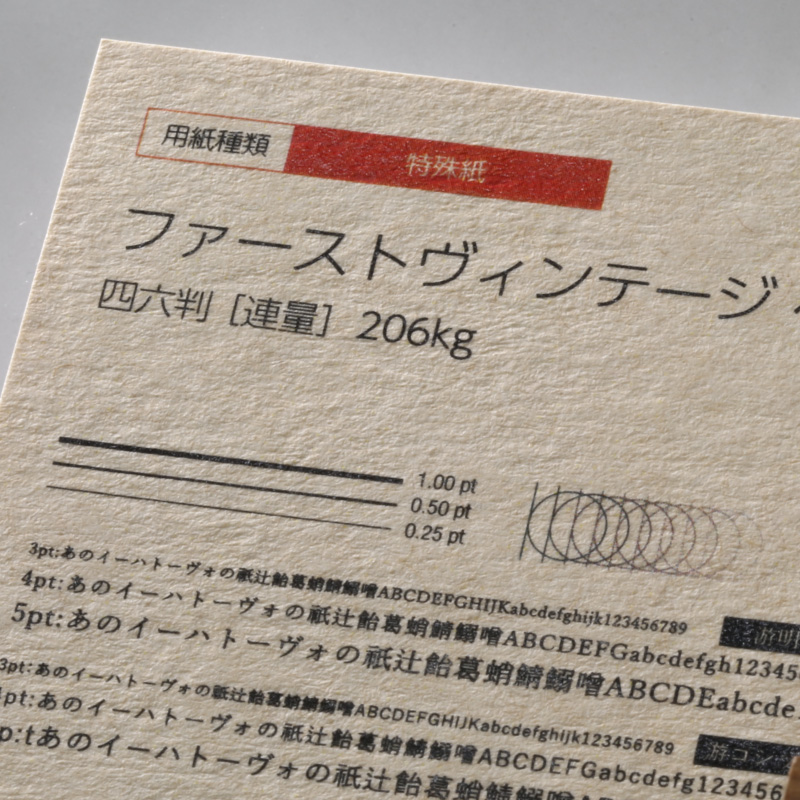 用紙種類 特殊紙
ファーストヴィンテージ
四六判［連量］206kg
1.00 pt
0.50 pt
0.25 pt
3pt:あのイーハトーヴォの祇辻飴葛蛸鯖鰯噌ABCDEFGHIJKabcdefghijk123456789
4pt:あのイーハトーヴォの祇辻飴葛蛸鯖鰯噌ABCDEFGabcdefgh12345
5pt:あのイーハトーヴォの祇辻飴葛蛸鯖鰯噌ABCDEabcde
游明
3pt:あのイーハトーヴォの祇辻飴葛蛸鯖鰯噌ABCDEFGHIJKabcdefghijk123456789
pt:あのイーハトーヴォの祇辻飴葛蛸鯖鰯噌ABCDEFGabcdefgh123456
p:tあのイーハトーヴォの祇辻飴葛蛸鯖鰯噌ABCDEabcde